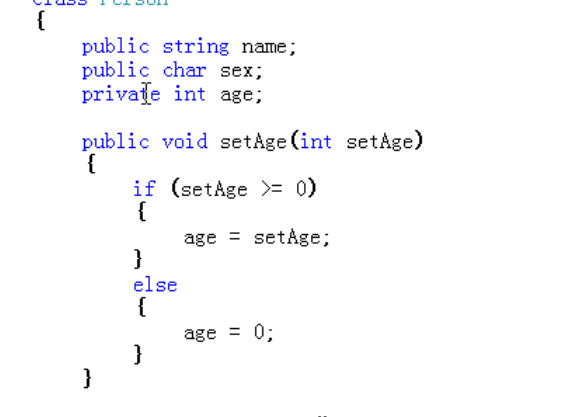 class Person
{
public string name;
public char sex;
private int age;
public void setAge(int setAge)
{
if (setAge >= 0)
{
age = setAge;
}
else
{
age = 0;
}
}